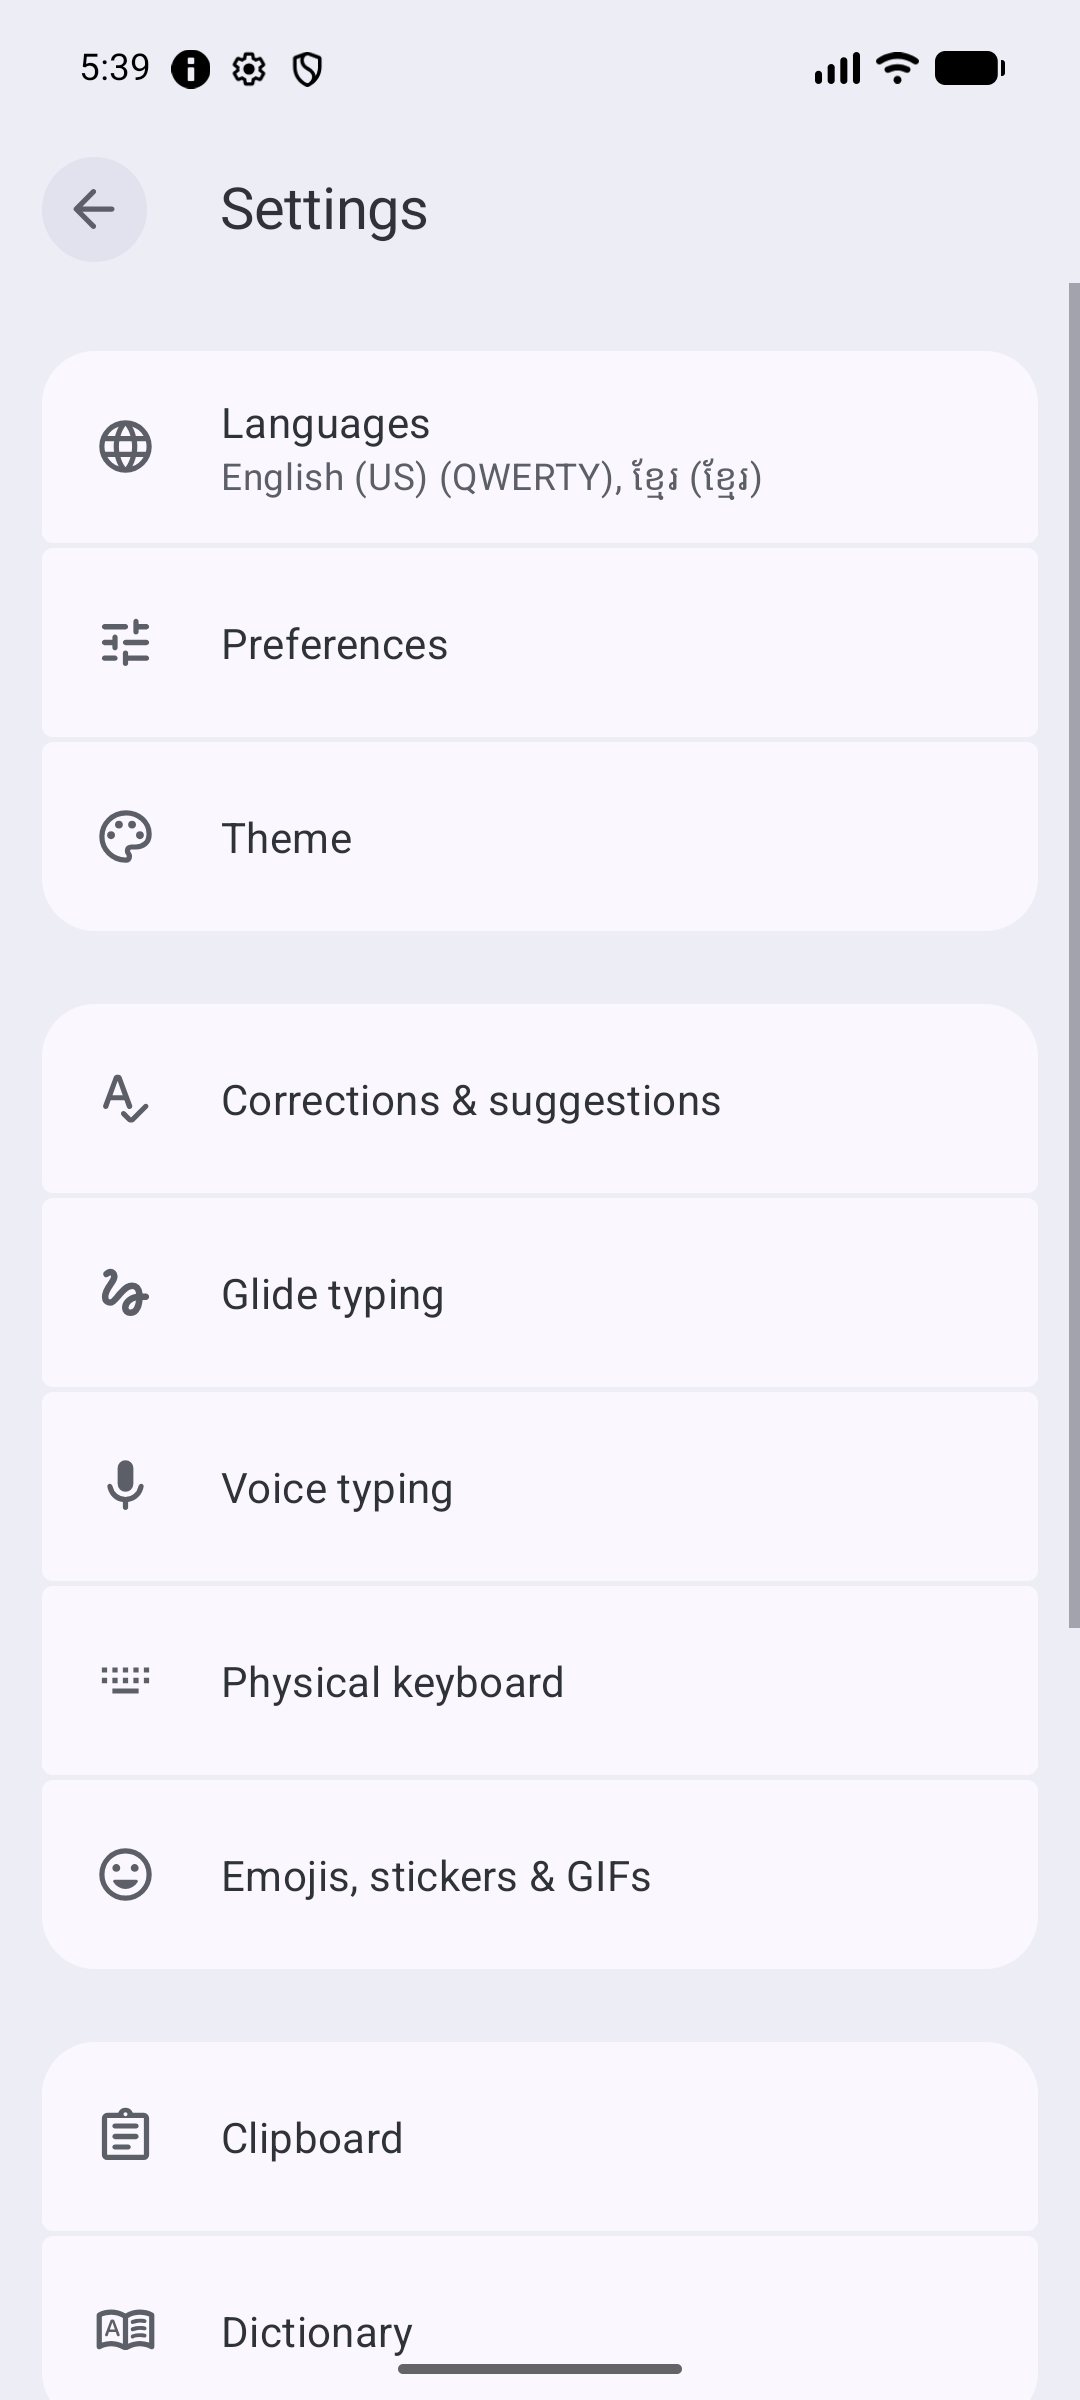 5:39
Settings
Languages
English (US) (QWERTY), ខ្មែរ (ខ្មែរ)
Preferences
Theme
Corrections & suggestions
Glide typing
Voice typing
Physical keyboard
Emojis, stickers & GIFs
Clipboard
Dictionary